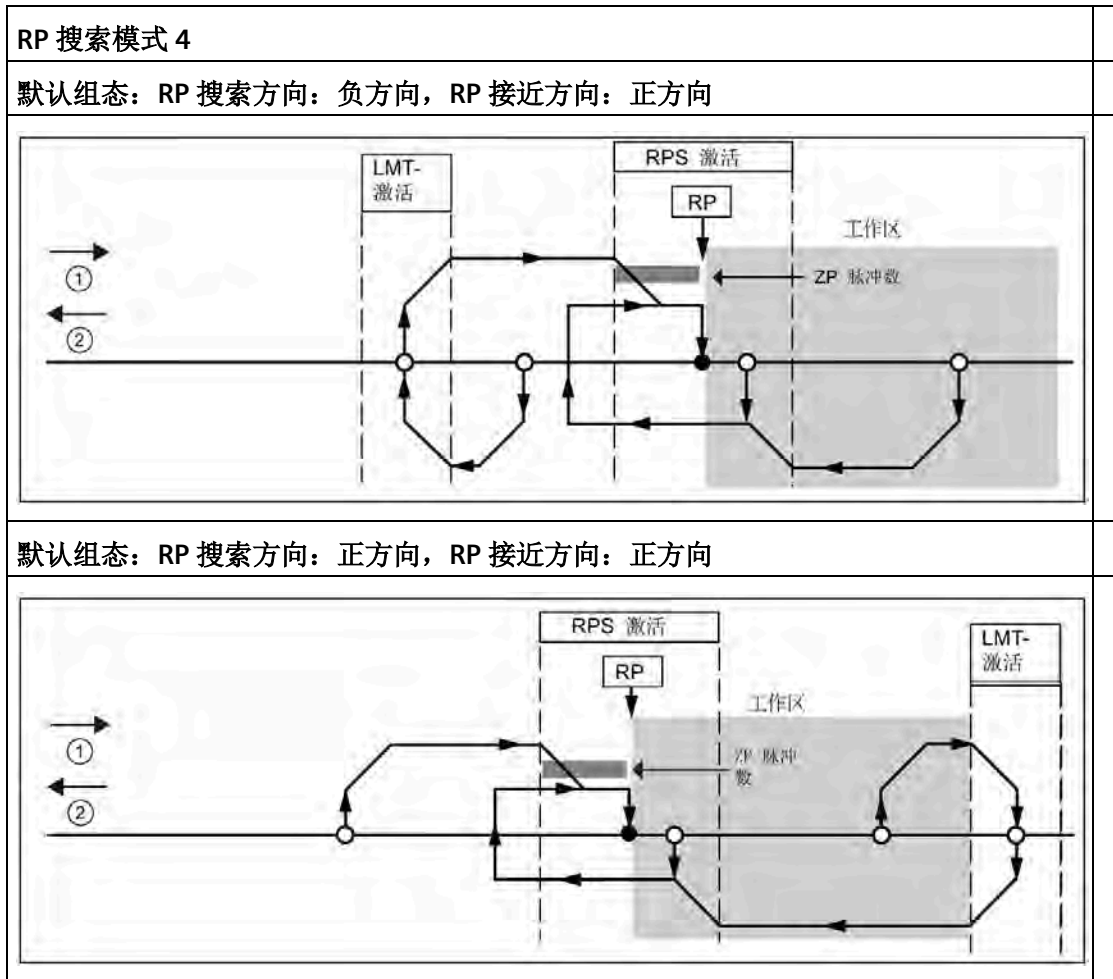 RP 搜索模式 4
默认组态：RP 搜索方向：负方向，RP 接近方向：正方向
LMT-
激活
RPS 激活
RP
工作区
ZP 脉冲数
①
②
默认组态：RP 搜索方向：正方向，RP 接近方向：正方向
RPS 激活
LMT-
激活
RP
工作区
ZP 脉冲
数
①
②